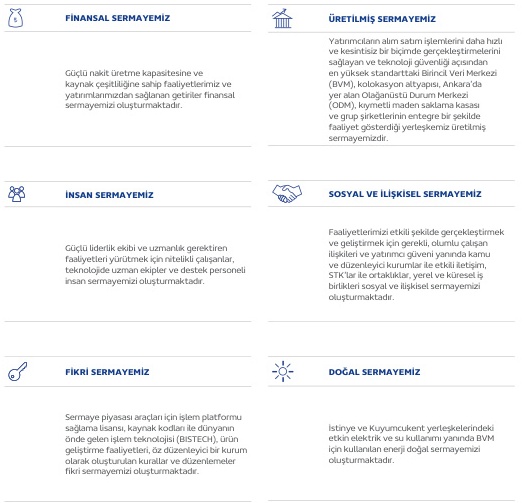 FİNANSAL SERMAYEMİZ
Güçlü nakit üretme kapasitesine ve
kaynak çeşitliliğine sahip faaliyetlerimiz ve
yatırımlarımızdan sağlanan getiriler finansal
sermayemizi oluşturmaktadır.
ÜRETİLMİŞ SERMAYEMİZ
Yatırımcıların alım satım işlemlerini daha hızlı
ve kesintisiz bir biçimde gerçekleştirmelerini
sağlayan ve teknoloji güvenliği açısından
en yüksek standarttaki Birincil Veri Merkezi
(BVM), kolokasyon altyapısı, Ankara'da
yer alan Olağanüstü Durum Merkezi
(ODM), kıymetli maden saklama kasası
ve grup şirketlerinin entegre bir şekilde
faaliyet gösterdiği yerleşkemiz üretilmiş
sermayemizdir.
İNSAN SERMAYEMİZ
Güçlü liderlik ekibi ve uzmanlık gerektiren
faaliyetleri yürütmek için nitelikli çalışanlar,
teknolojide uzman ekipler ve destek personeli
insan sermayemizi oluşturmaktadır.
SOSYAL VE İLİŞKİSEL SERMAYEMİZ
Faaliyetlerimizi etkili şekilde gerçekleştirmek
ve geliştirmek için gerekli, olumlu çalışan
ilişkileri ve yatırımcı güveni yanında kamu
ve düzenleyici kurumlar ile etkili iletişim,
STK'lar ile ortaklıklar, yerel ve küresel iş
birlikleri sosyal ve ilişkisel sermayemizi
oluşturmaktadır.
FİKRİ SERMAYEMİZ
Sermaye piyasası araçları için işlem platformu
sağlama lisansı, kaynak kodları ile dünyanın
önde gelen işlem teknolojisi (BISTECH), ürün
geliştirme faaliyetleri, öz düzenleyici bir kurum
olarak oluşturulan kurallar ve düzenlemeler
fikri sermayemizi oluşturmaktadır.
DOĞAL SERMAYEMİZ
İstinye ve Kuyumcukent yerleşkelerindeki
etkin elektrik ve su kullanımı yanında BVM
için kullanılan enerji doğal sermayemizi
oluşturmaktadır.